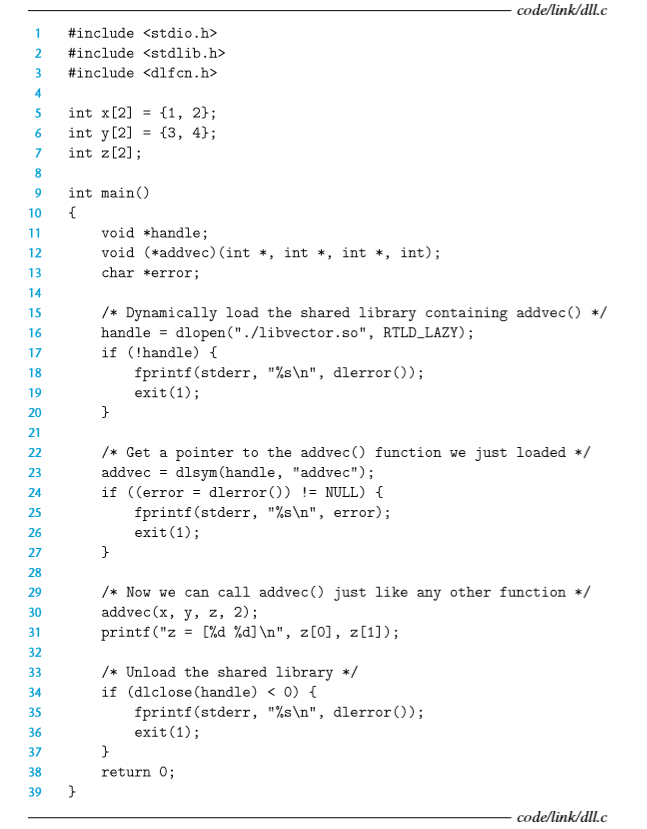 code/link/dll.c
1 #include <stdio.h>
2 #include <stdlib.h>
3 #include <dlfcn.h>
4
5 int x[2] = {1, 2};
6 int y[2] = {3, 4};
7 int z[2];
8
9 int main()
10 {
11     void *handle;
12     void (*addvec)(int *, int *, int *, int);
13     char *error;
14
15     /* Dynamically load the shared library containing addvec() */
16     handle = dlopen("./libvector.so", RTLD_LAZY);
17     if (!handle) {
18         fprintf(stderr, "%s\n", dlerror());
19         exit(1);
20     }
21
22     /* Get a pointer to the addvec() function we just loaded */
23     addvec = dlsym(handle, "addvec");
24     if ((error = dlerror()) != NULL) {
25         fprintf(stderr, "%s\n", error);
26         exit(1);
27     }
28
29     /* Now we can call addvec() just like any other function */
30     addvec(x, y, z, 2);
31     printf("z = [%d %d]\n", z[0], z[1]);
32
33     /* Unload the shared library */
34     if (dlclose(handle) < 0) {
35         fprintf(stderr, "%s\n", dlerror());
36         exit(1);
37     }
38     return 0;
39 }
code/link/dll.c